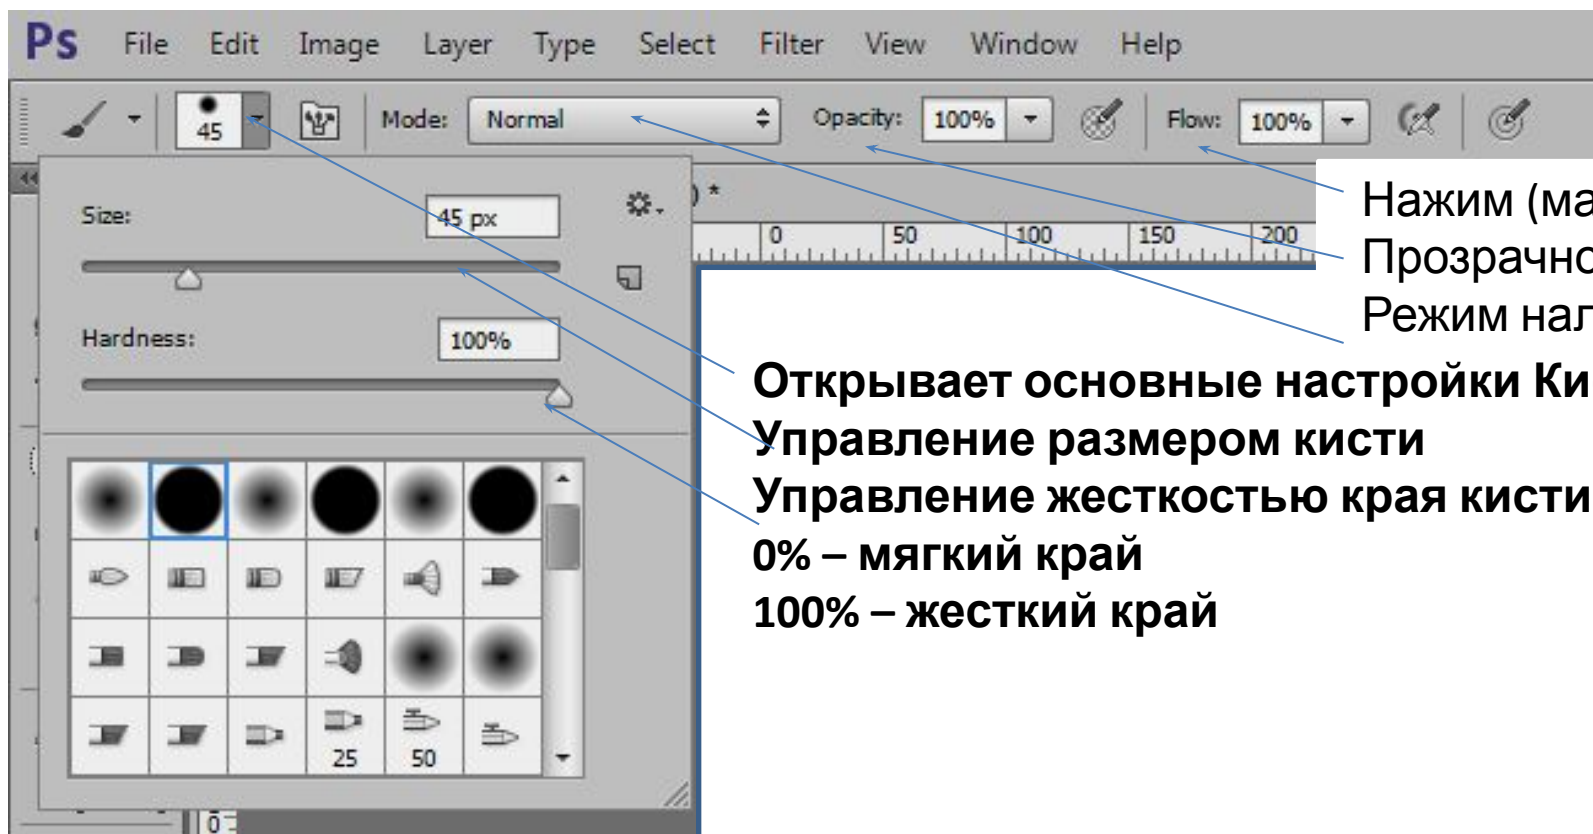 Ps File Edit Image Layer Type Select Filter View Window Help
45 Mode: Normal Opacity: 100% Flow: 100%
Size: 45 px
) *
0 50 100 150 200
Hardness: 100%
25 50
0
Нажим (ма
Прозрачно
Режим нал
Открывает основные настройки Ки
Управление размером кисти
Управление жесткостью края кисти
0% – мягкий край
100% – жесткий край